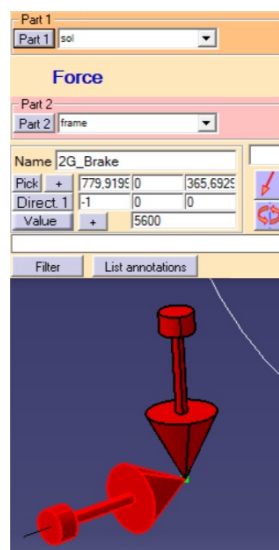 Part 1
Part 1 sol
Force
Part 2
Part 2 frame
Name 2G_Brake
Pick + 779,9199 0 365,6925
Direct. 1 -1 0 0
Value + 5600
Filter List annotations